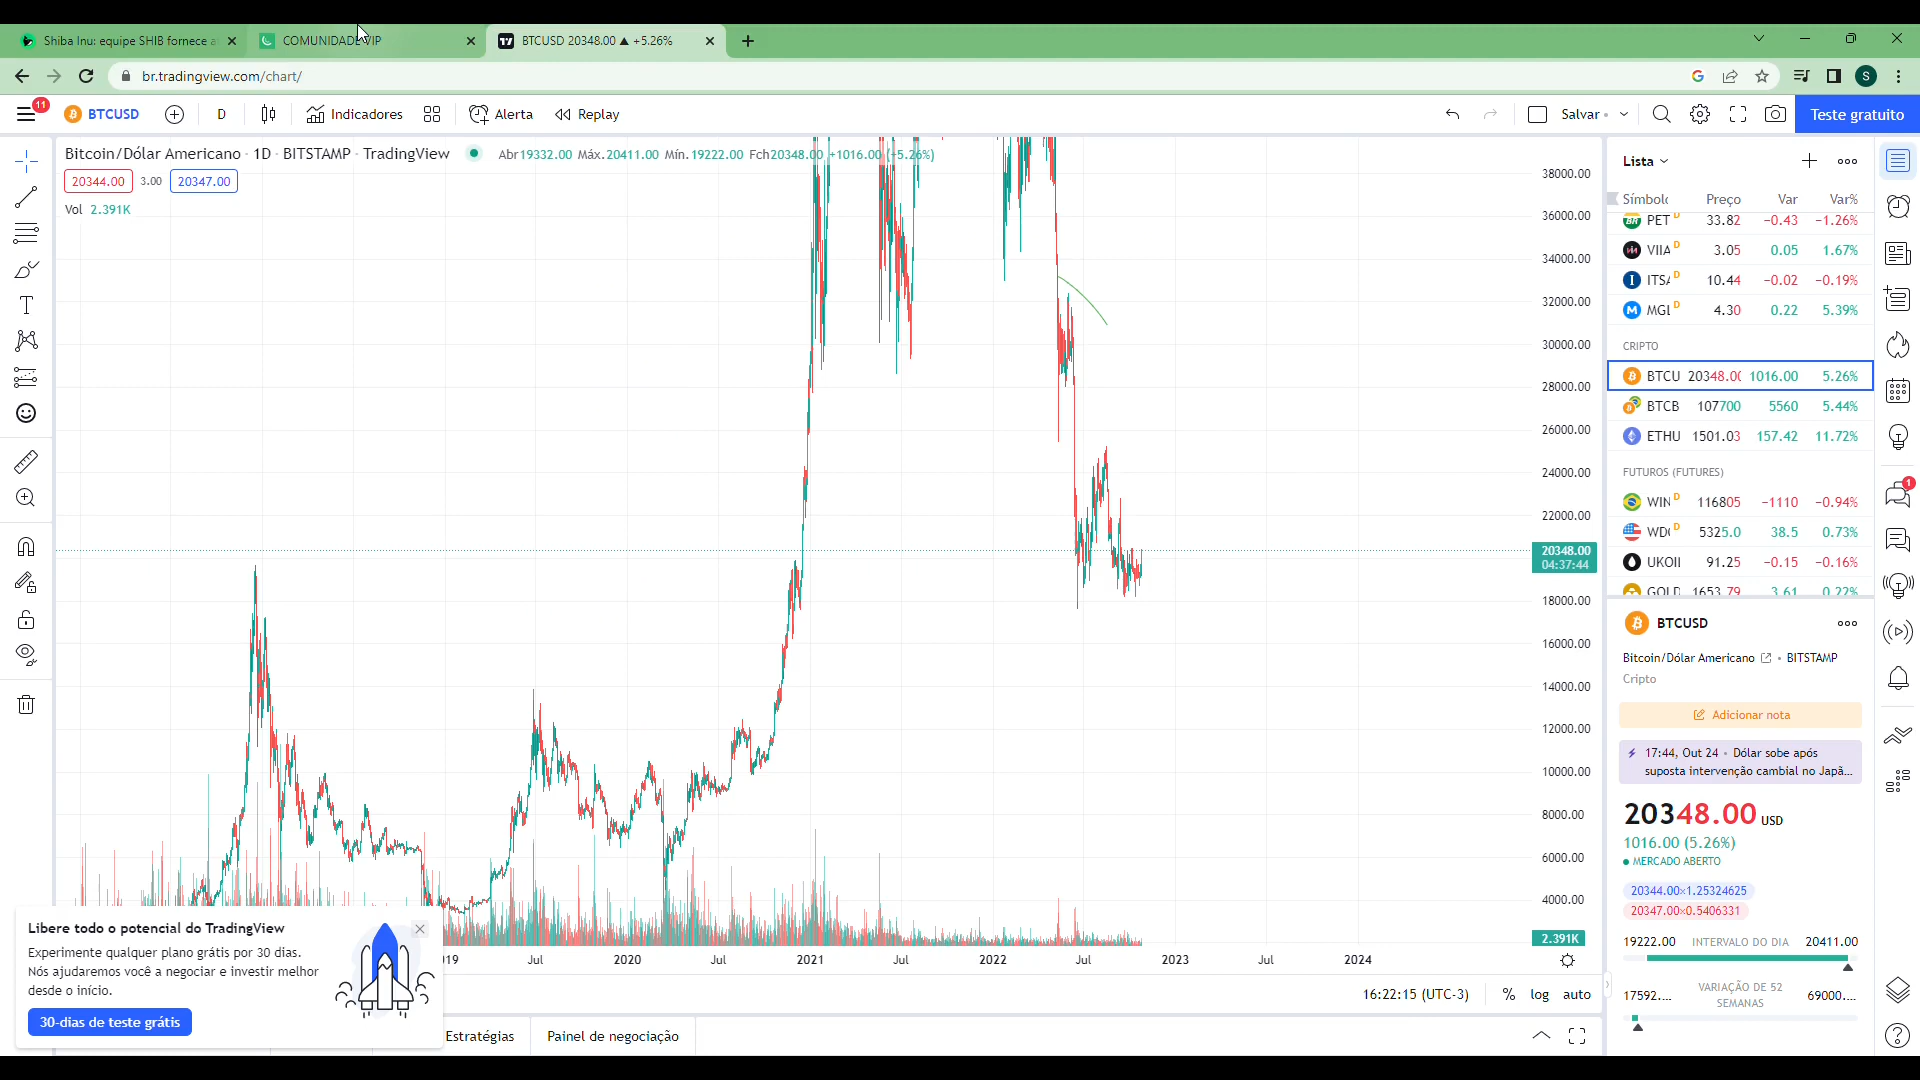 Shiba Inu: equipe SHIB fornece a
COMUNIDADE VIP
BTCUSD 20348.00 ▲ +5.26%
br.tradingview.com/chart/
S
11
BTCUSD
D
Indicadores
Alerta
Replay
Salvar
Teste gratuito
Bitcoin/Dólar Americano · 1D · BITSTAMP · TradingView
Abr19332.00 Máx.20411.00 Mín.19222.00 Fch20348.00 +1016.00 (+5.26%)
20344.00 3.00 20347.00
Vol 2.391K
38000.00
36000.00
34000.00
32000.00
30000.00
28000.00
26000.00
24000.00
22000.00
20348.00
04:37:44
18000.00
16000.00
14000.00
12000.00
10000.00
8000.00
6000.00
4000.00
2.391K
Jul
2020
Jul
2021
Jul
2022
Jul
2023
Jul
2024
16:22:15 (UTC-3) % log auto
Estratégias
Painel de negociação
Libere todo o potencial do TradingView
Experimente qualquer plano grátis por 30 dias.
Nós ajudaremos você a negociar e investir melhor
desde o início.
30-dias de teste grátis
Lista
Símbolo Preço Var Var%
PET D 33.82 −0.43 −1.26%
VIIA D 3.05 0.05 1.67%
ITSA D 10.44 −0.02 −0.19%
MGL D 4.30 0.22 5.39%
CRIPTO
BTCU 20348.00 1016.00 5.26%
BTCB 107700 5560 5.44%
ETHU 1501.03 157.42 11.72%
FUTUROS (FUTURES)
WIN D 116805 −1110 −0.94%
WD D 5325.0 38.5 0.73%
UKOIL 91.25 −0.15 −0.16%
GOLD 1653.79 3.61 0.22%
1
BTCUSD
Bitcoin/Dólar Americano • BITSTAMP
Cripto
Adicionar nota
17:44, Out 24 • Dólar sobe após
suposta intervenção cambial no Japã...
20348.00 USD
1016.00 (5.26%)
MERCADO ABERTO
20344.00×1.25324625
20347.00×0.5406331
19222.00 INTERVALO DO DIA 20411.00
17592.... VARIAÇÃO DE 52 SEMANAS 69000....